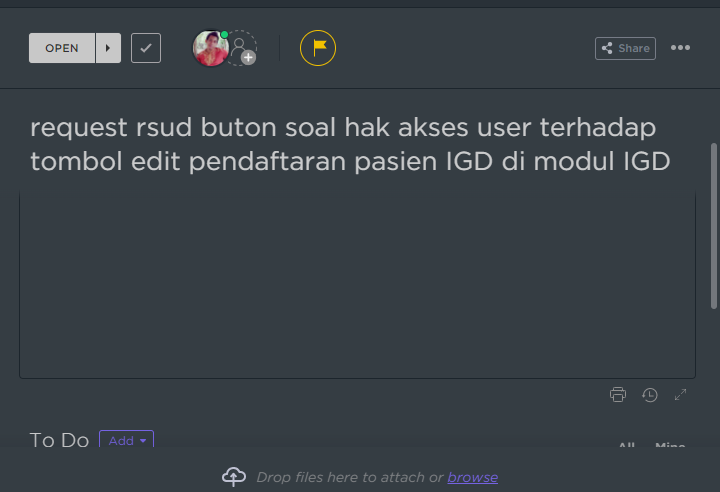 OPEN
Share
request rsud buton soal hak akses user terhadap
tombol edit pendaftaran pasien IGD di modul IGD
To Do
Add
All
Mine
Drop files here to attach or browse